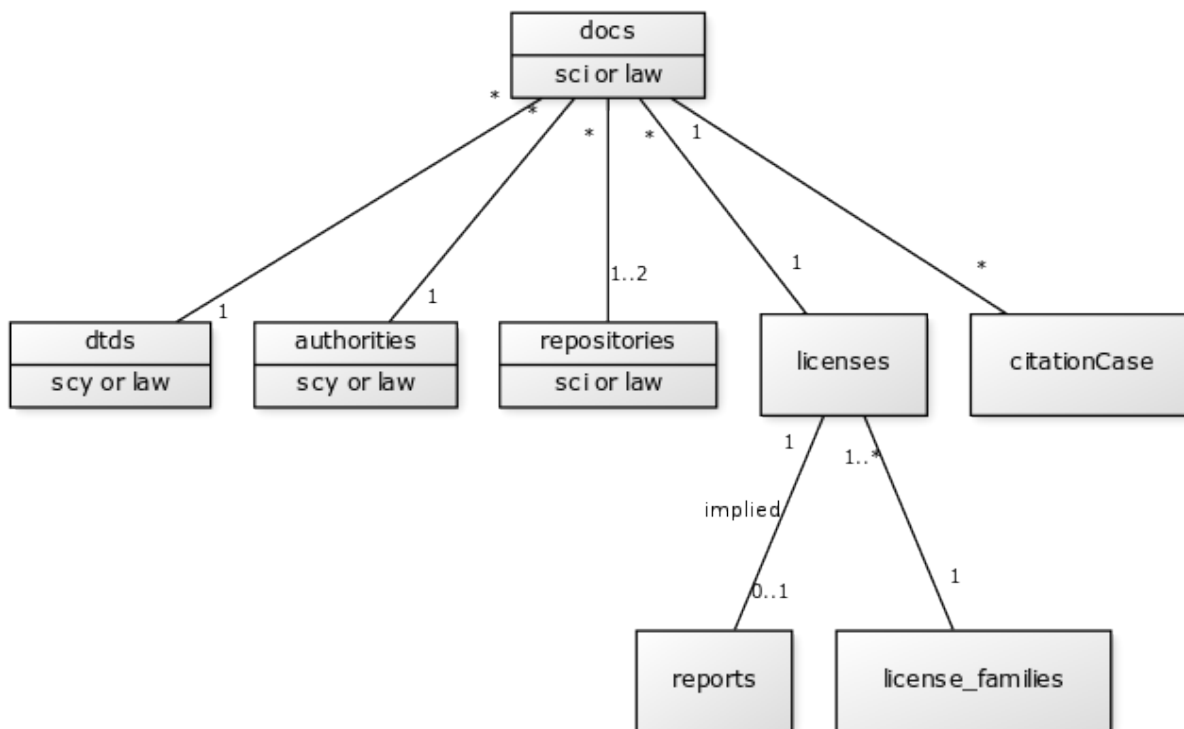 docs
sci or law
*
*
*
*
1
1
1
1..2
1
*
dtds
scy or law
authorities
scy or law
repositories
sci or law
licenses
citationCase
1
1..*
implied
0..1
1
reports
license_families